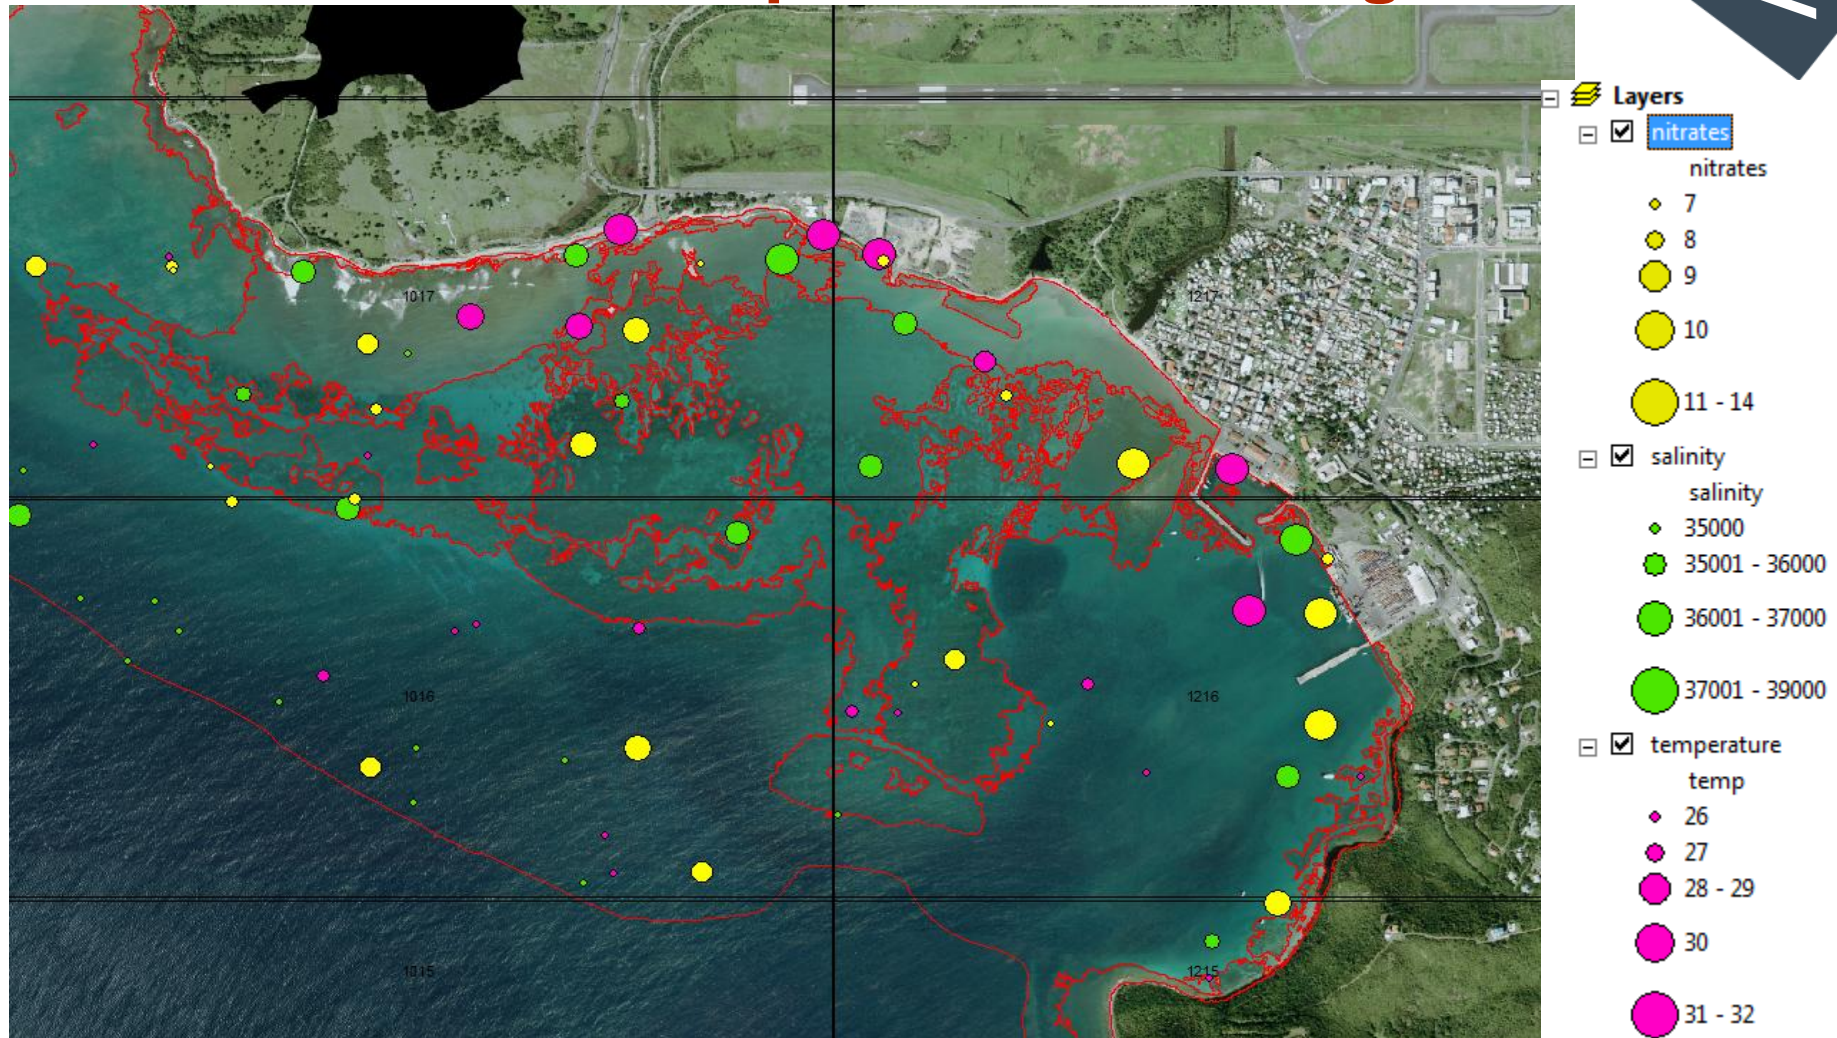 Layers
nitrates
nitrates
7
8
9
10
11 - 14
salinity
salinity
35000
35001 - 36000
36001 - 37000
37001 - 39000
temperature
temp
26
27
28 - 29
30
31 - 32
1017
1217
1016
1216
1015
1215